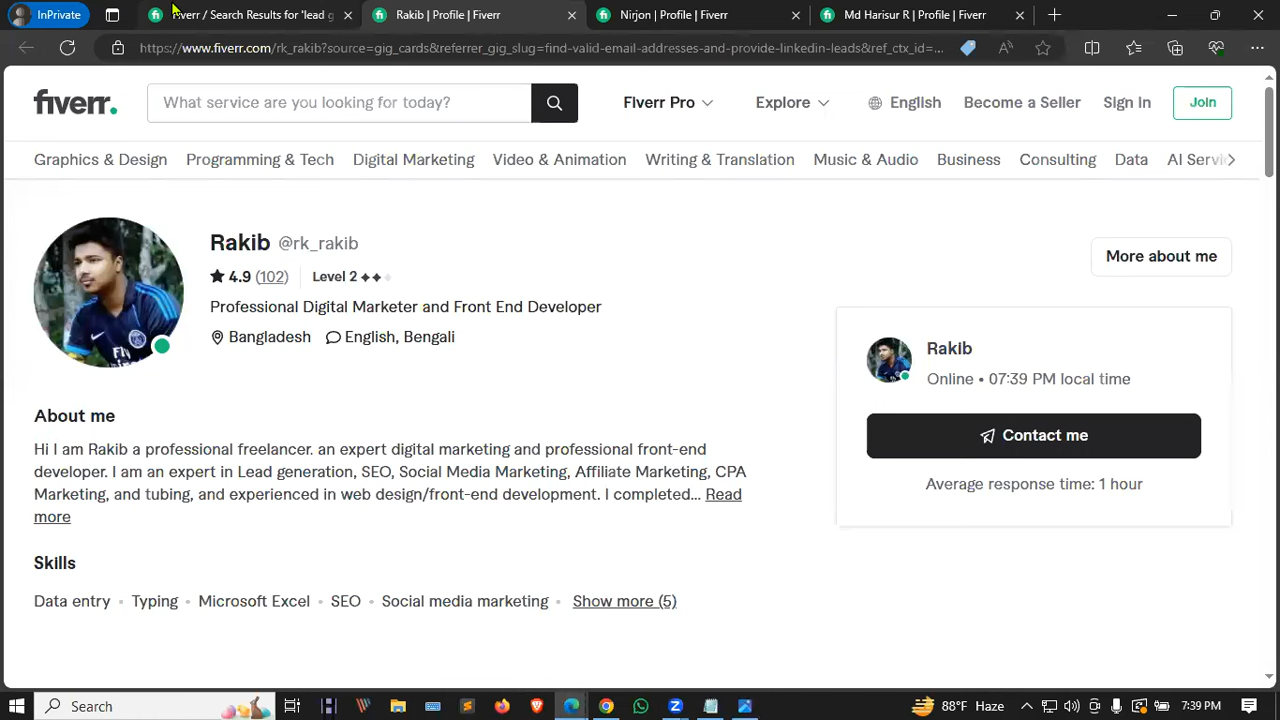 InPrivate
Fiverr / Search Results for 'lead g
Rakib | Profile | Fiverr
Nirjon | Profile | Fiverr
Md Harisur R | Profile | Fiverr
https://www.fiverr.com/rk_rakib?source=gig_cards&referrer_gig_slug=find-valid-email-addresses-and-provide-linkedin-leads&ref_ctx_id=...
fiverr.
What service are you looking for today?
Fiverr Pro
Explore
English
Become a Seller
Sign In
Join
Graphics & Design
Programming & Tech
Digital Marketing
Video & Animation
Writing & Translation
Music & Audio
Business
Consulting
Data
AI Servi
Rakib @rk_rakib
4.9 (102) Level 2
Professional Digital Marketer and Front End Developer
Bangladesh English, Bengali
More about me
Rakib
Online • 07:39 PM local time
Contact me
Average response time: 1 hour
About me
Hi I am Rakib a professional freelancer. an expert digital marketing and professional front-end
developer. I am an expert in Lead generation, SEO, Social Media Marketing, Affiliate Marketing, CPA
Marketing, and tubing, and experienced in web design/front-end development. I completed... Read
more
Skills
Data entry • Typing • Microsoft Excel • SEO • Social media marketing • Show more (5)
Search
88°F Haze
7:39 PM